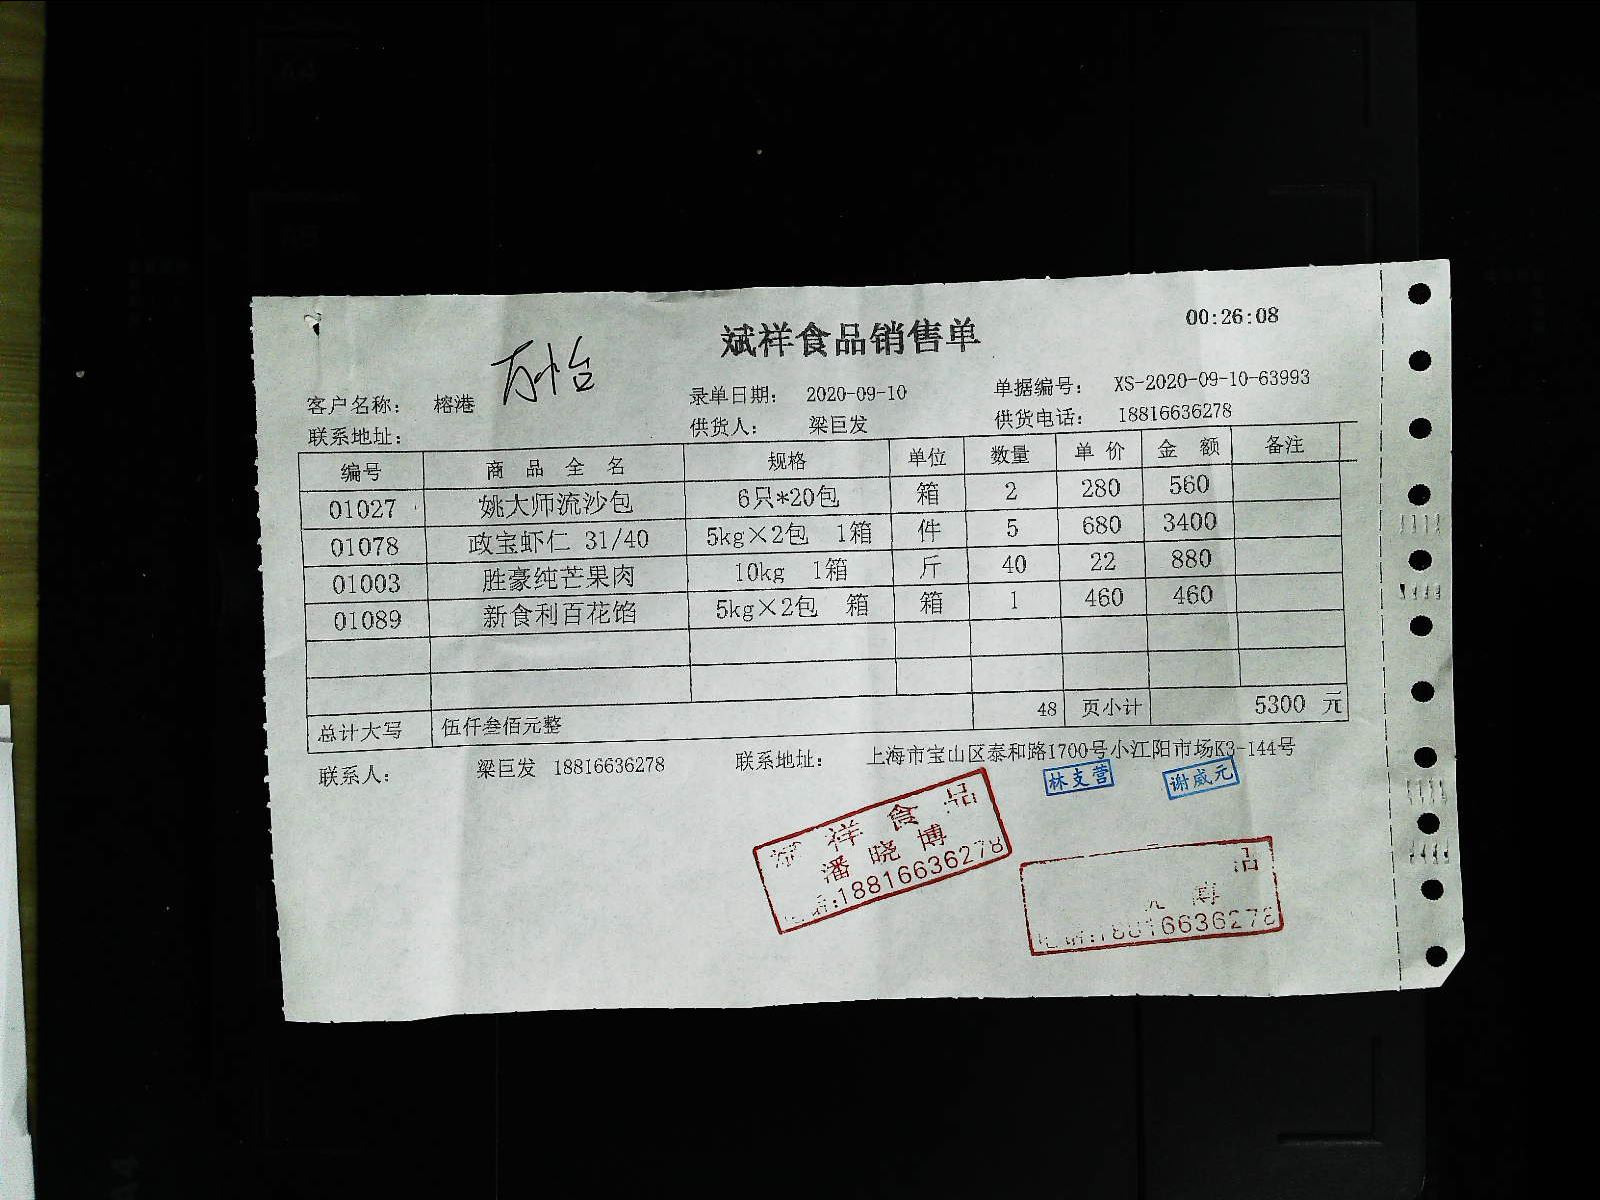 00:26:08
斌祥食品销售单
客户名称： 榕港
录单日期： 2020-09-10 单据编号： XS-2020-09-10-63993
联系地址： 供货人： 梁巨发 供货电话： 18816636278
编号 商品全名 规格 单位 数量 单价 金额 备注
01027 姚大师流沙包 6只*20包 箱 2 280 560
01078 政宝虾仁 31/40 5kg×2包 1箱 件 5 680 3400
01003 胜豪纯芒果肉 10kg 1箱 斤 40 22 880
01089 新食利百花馅 5kg×2包 箱 箱 1 460 460
总计大写 伍仟叁佰元整 48 页小计 5300 元
联系人： 梁巨发 18816636278 联系地址： 上海市宝山区泰和路1700号小江阳市场K3-144号
林支营 谢威元
斌祥食品
潘晓博
电话:18816636278
品
博
18816636278